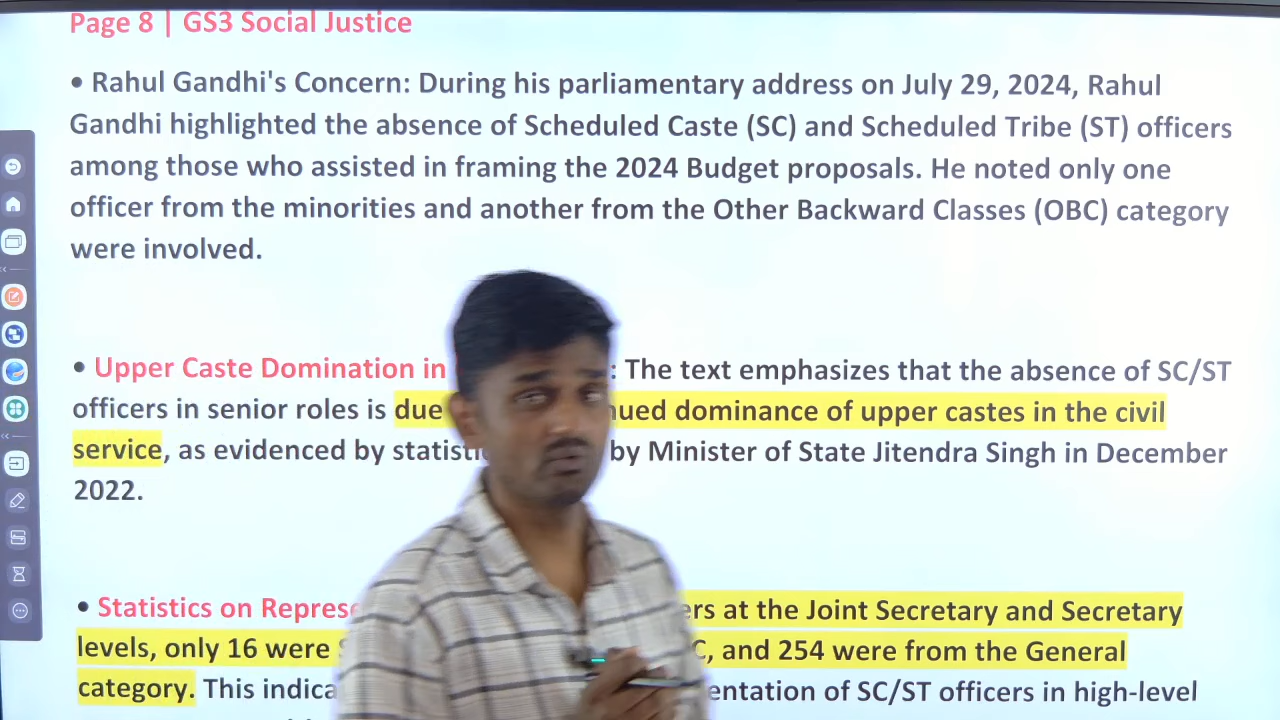 Page 8 | GS3 Social Justice
• Rahul Gandhi's Concern: During his parliamentary address on July 29, 2024, Rahul
Gandhi highlighted the absence of Scheduled Caste (SC) and Scheduled Tribe (ST) officers
among those who assisted in framing the 2024 Budget proposals. He noted only one
officer from the minorities and another from the Other Backward Classes (OBC) category
were involved.
• Upper Caste Domination in : The text emphasizes that the absence of SC/ST
officers in senior roles is due nued dominance of upper castes in the civil
service, as evidenced by by Minister of State Jitendra Singh in December
2022.
• Statistics on at the Joint Secretary and Secretary
levels, only 16 were and 254 were from the General
category. This of SC/ST officers in high-level